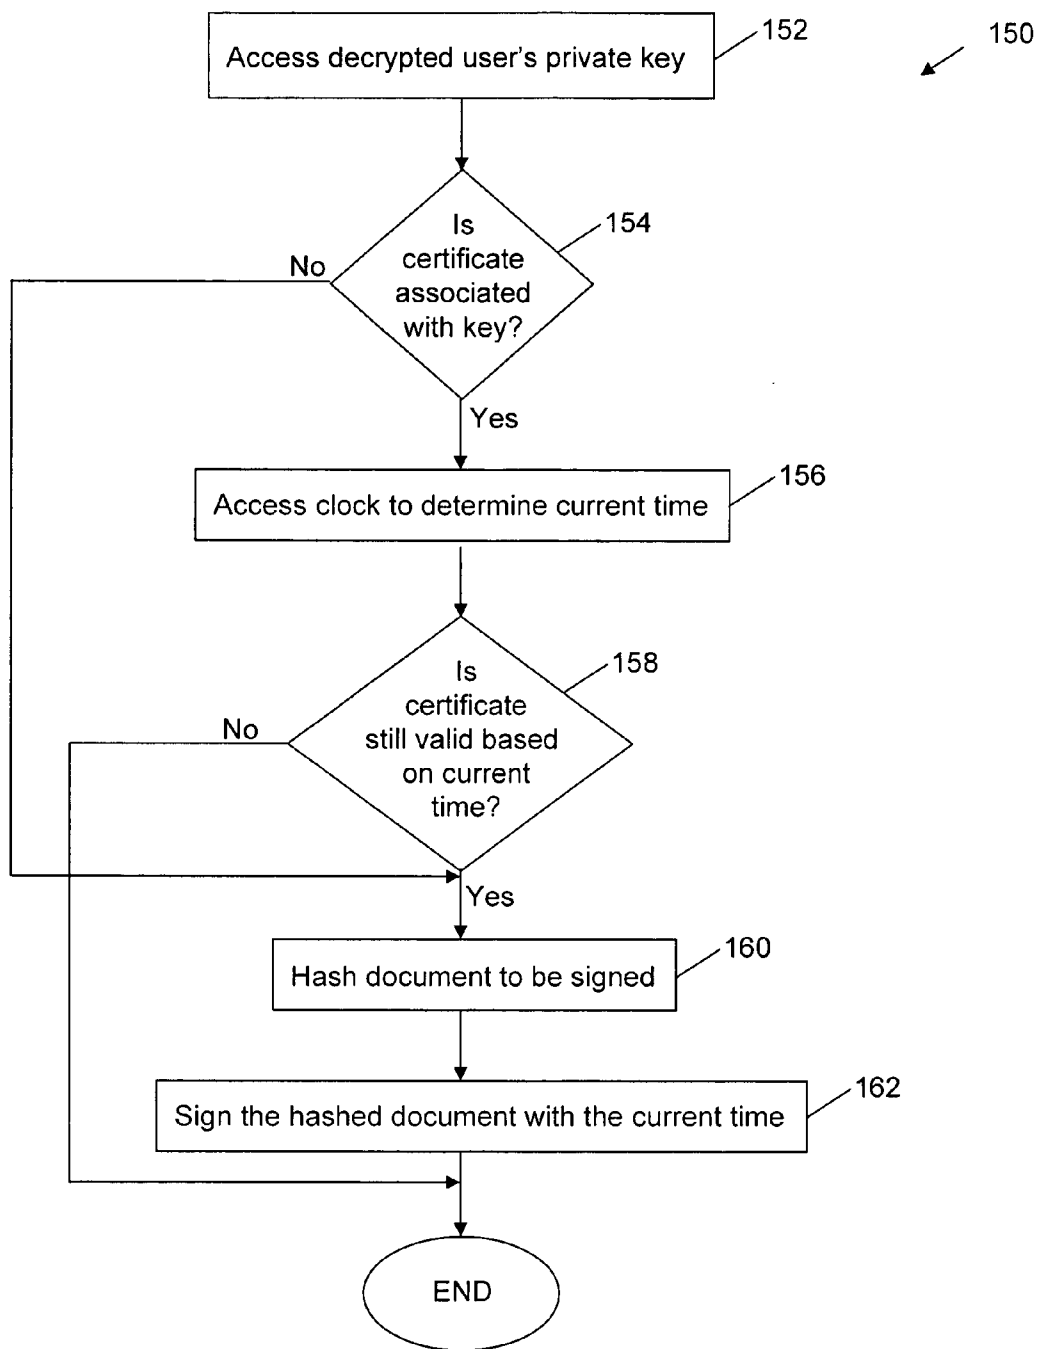 Access decrypted user's private key
152
150
Is
certificate
associated
with key?
154
No
Yes
Access clock to determine current time
156
Is
certificate
still valid based
on current
time?
158
No
Yes
Hash document to be signed
160
Sign the hashed document with the current time
162
END